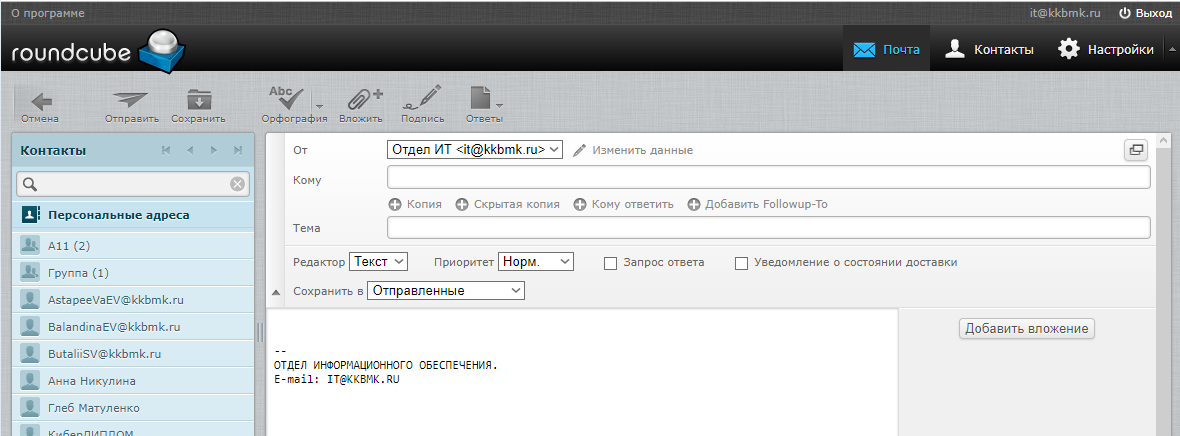 О программе
it@kkbmk.ru
Выход
roundcube
Почта
Контакты
Настройки
Abc
Отмена
Отправить
Сохранить
Орфография
Вложить
Подпись
Ответы
Контакты
Персональные адреса
A11 (2)
Группа (1)
AstapeeVaEV@kkbmk.ru
BalandinaEV@kkbmk.ru
ButaliiSV@kkbmk.ru
Анна Никулина
Глеб Матуленко
КиберДИПЛОМ
От
Отдел ИТ <it@kkbmk.ru>
Изменить данные
Кому
Копия
Скрытая копия
Кому ответить
Добавить Followup-To
Тема
Редактор Текст
Приоритет Норм.
Запрос ответа
Уведомление о состоянии доставки
Сохранить в Отправленные
--
ОТДЕЛ ИНФОРМАЦИОННОГО ОБЕСПЕЧЕНИЯ.
E-mail: IT@KKBMK.RU
Добавить вложение